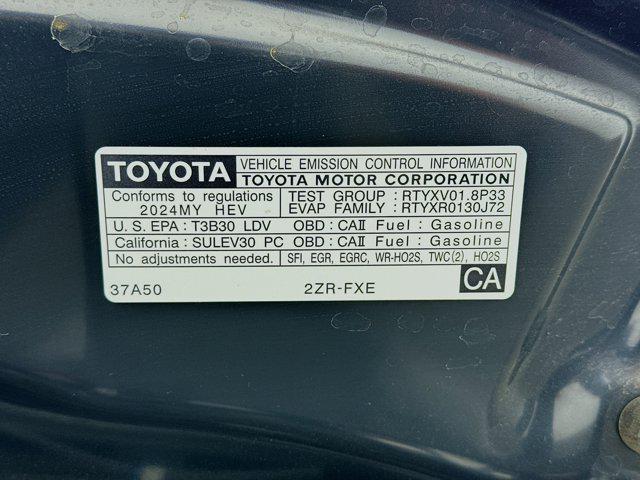 TOYOTA VEHICLE EMISSION CONTROL INFORMATION
TOYOTA MOTOR CORPORATION
Conforms to regulations TEST GROUP : RTYXV01.8P33
2024MY HEV EVAP FAMILY : RTYXR0130J72
U.S. EPA : T3B30 LDV OBD : CAII Fuel : Gasoline
California : SULEV30 PC OBD : CAII Fuel : Gasoline
No adjustments needed. SFI, EGR, EGRC, WR-HO2S, TWC(2), HO2S
37A50 2ZR-FXE CA